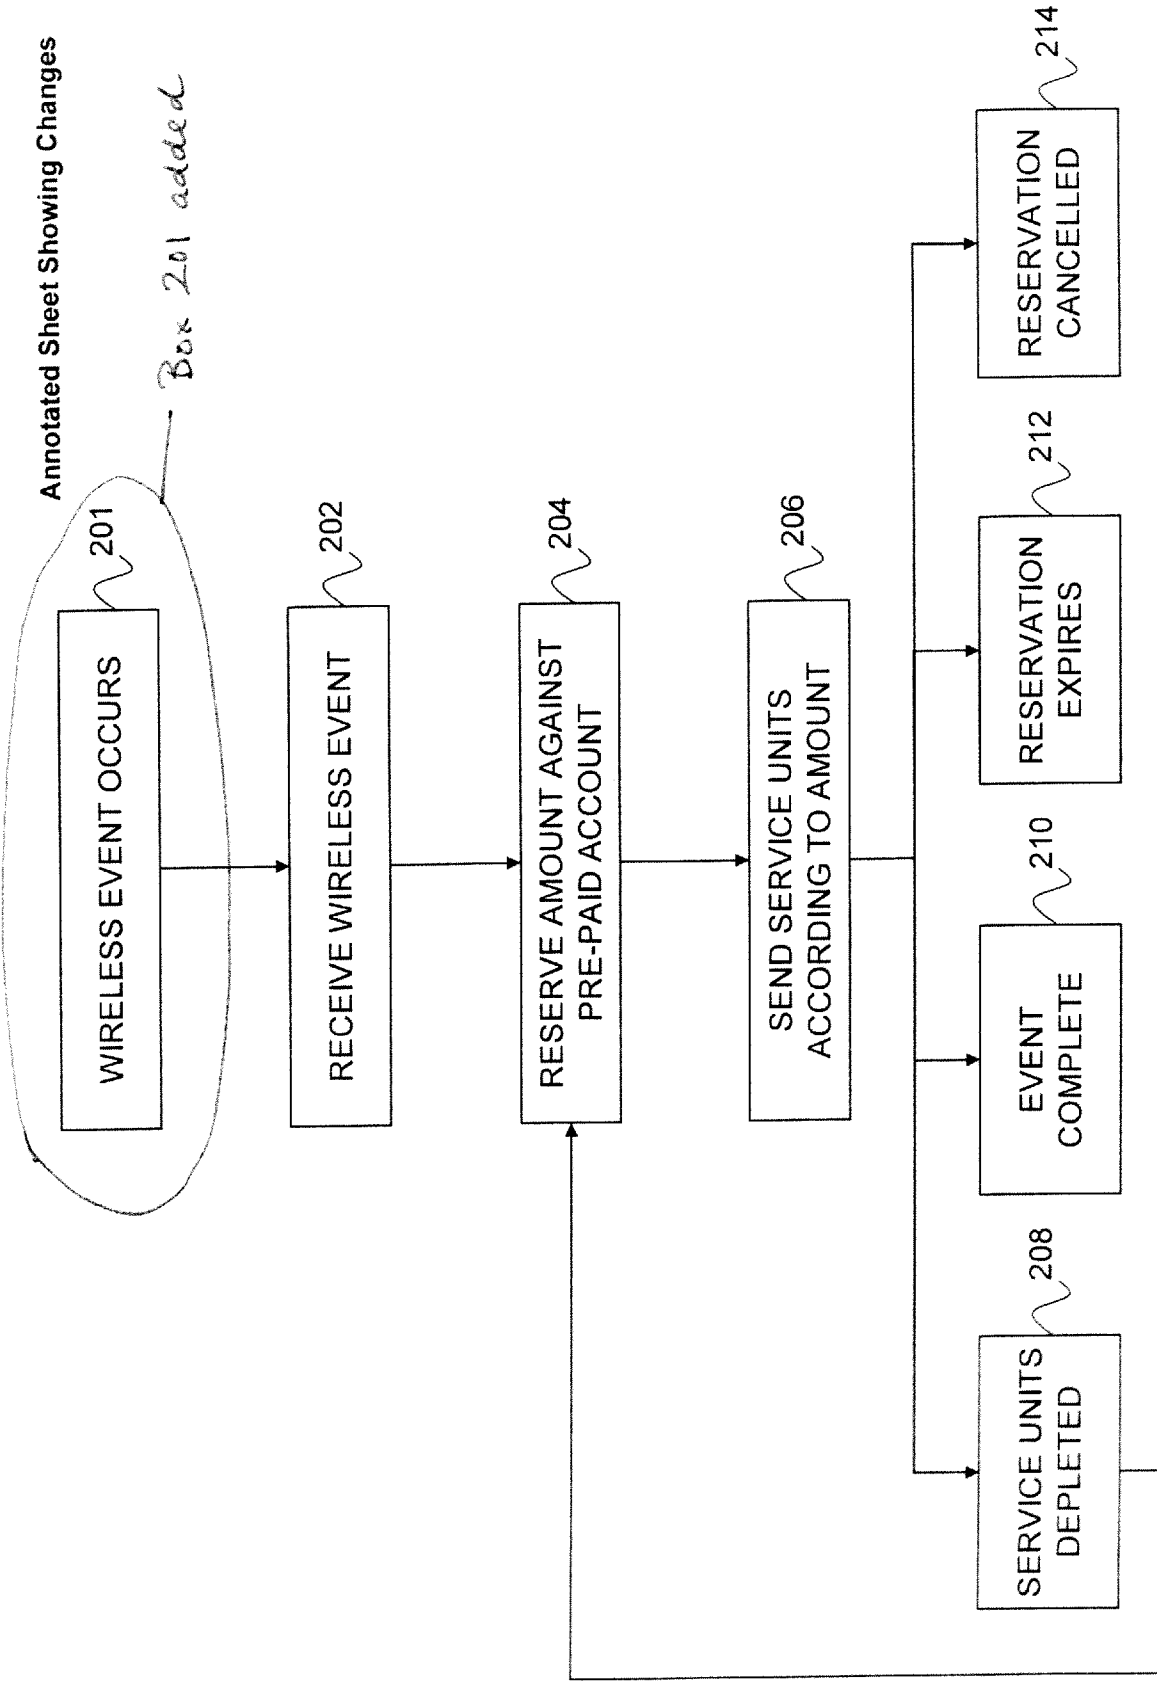 Annotated Sheet Showing Changes
Box 201 added
WIRELESS EVENT OCCURS
201
RECEIVE WIRELESS EVENT
202
RESERVE AMOUNT AGAINST
PRE-PAID ACCOUNT
204
SEND SERVICE UNITS
ACCORDING TO AMOUNT
206
SERVICE UNITS
DEPLETED
208
EVENT
COMPLETE
210
RESERVATION
EXPIRES
212
RESERVATION
CANCELLED
214